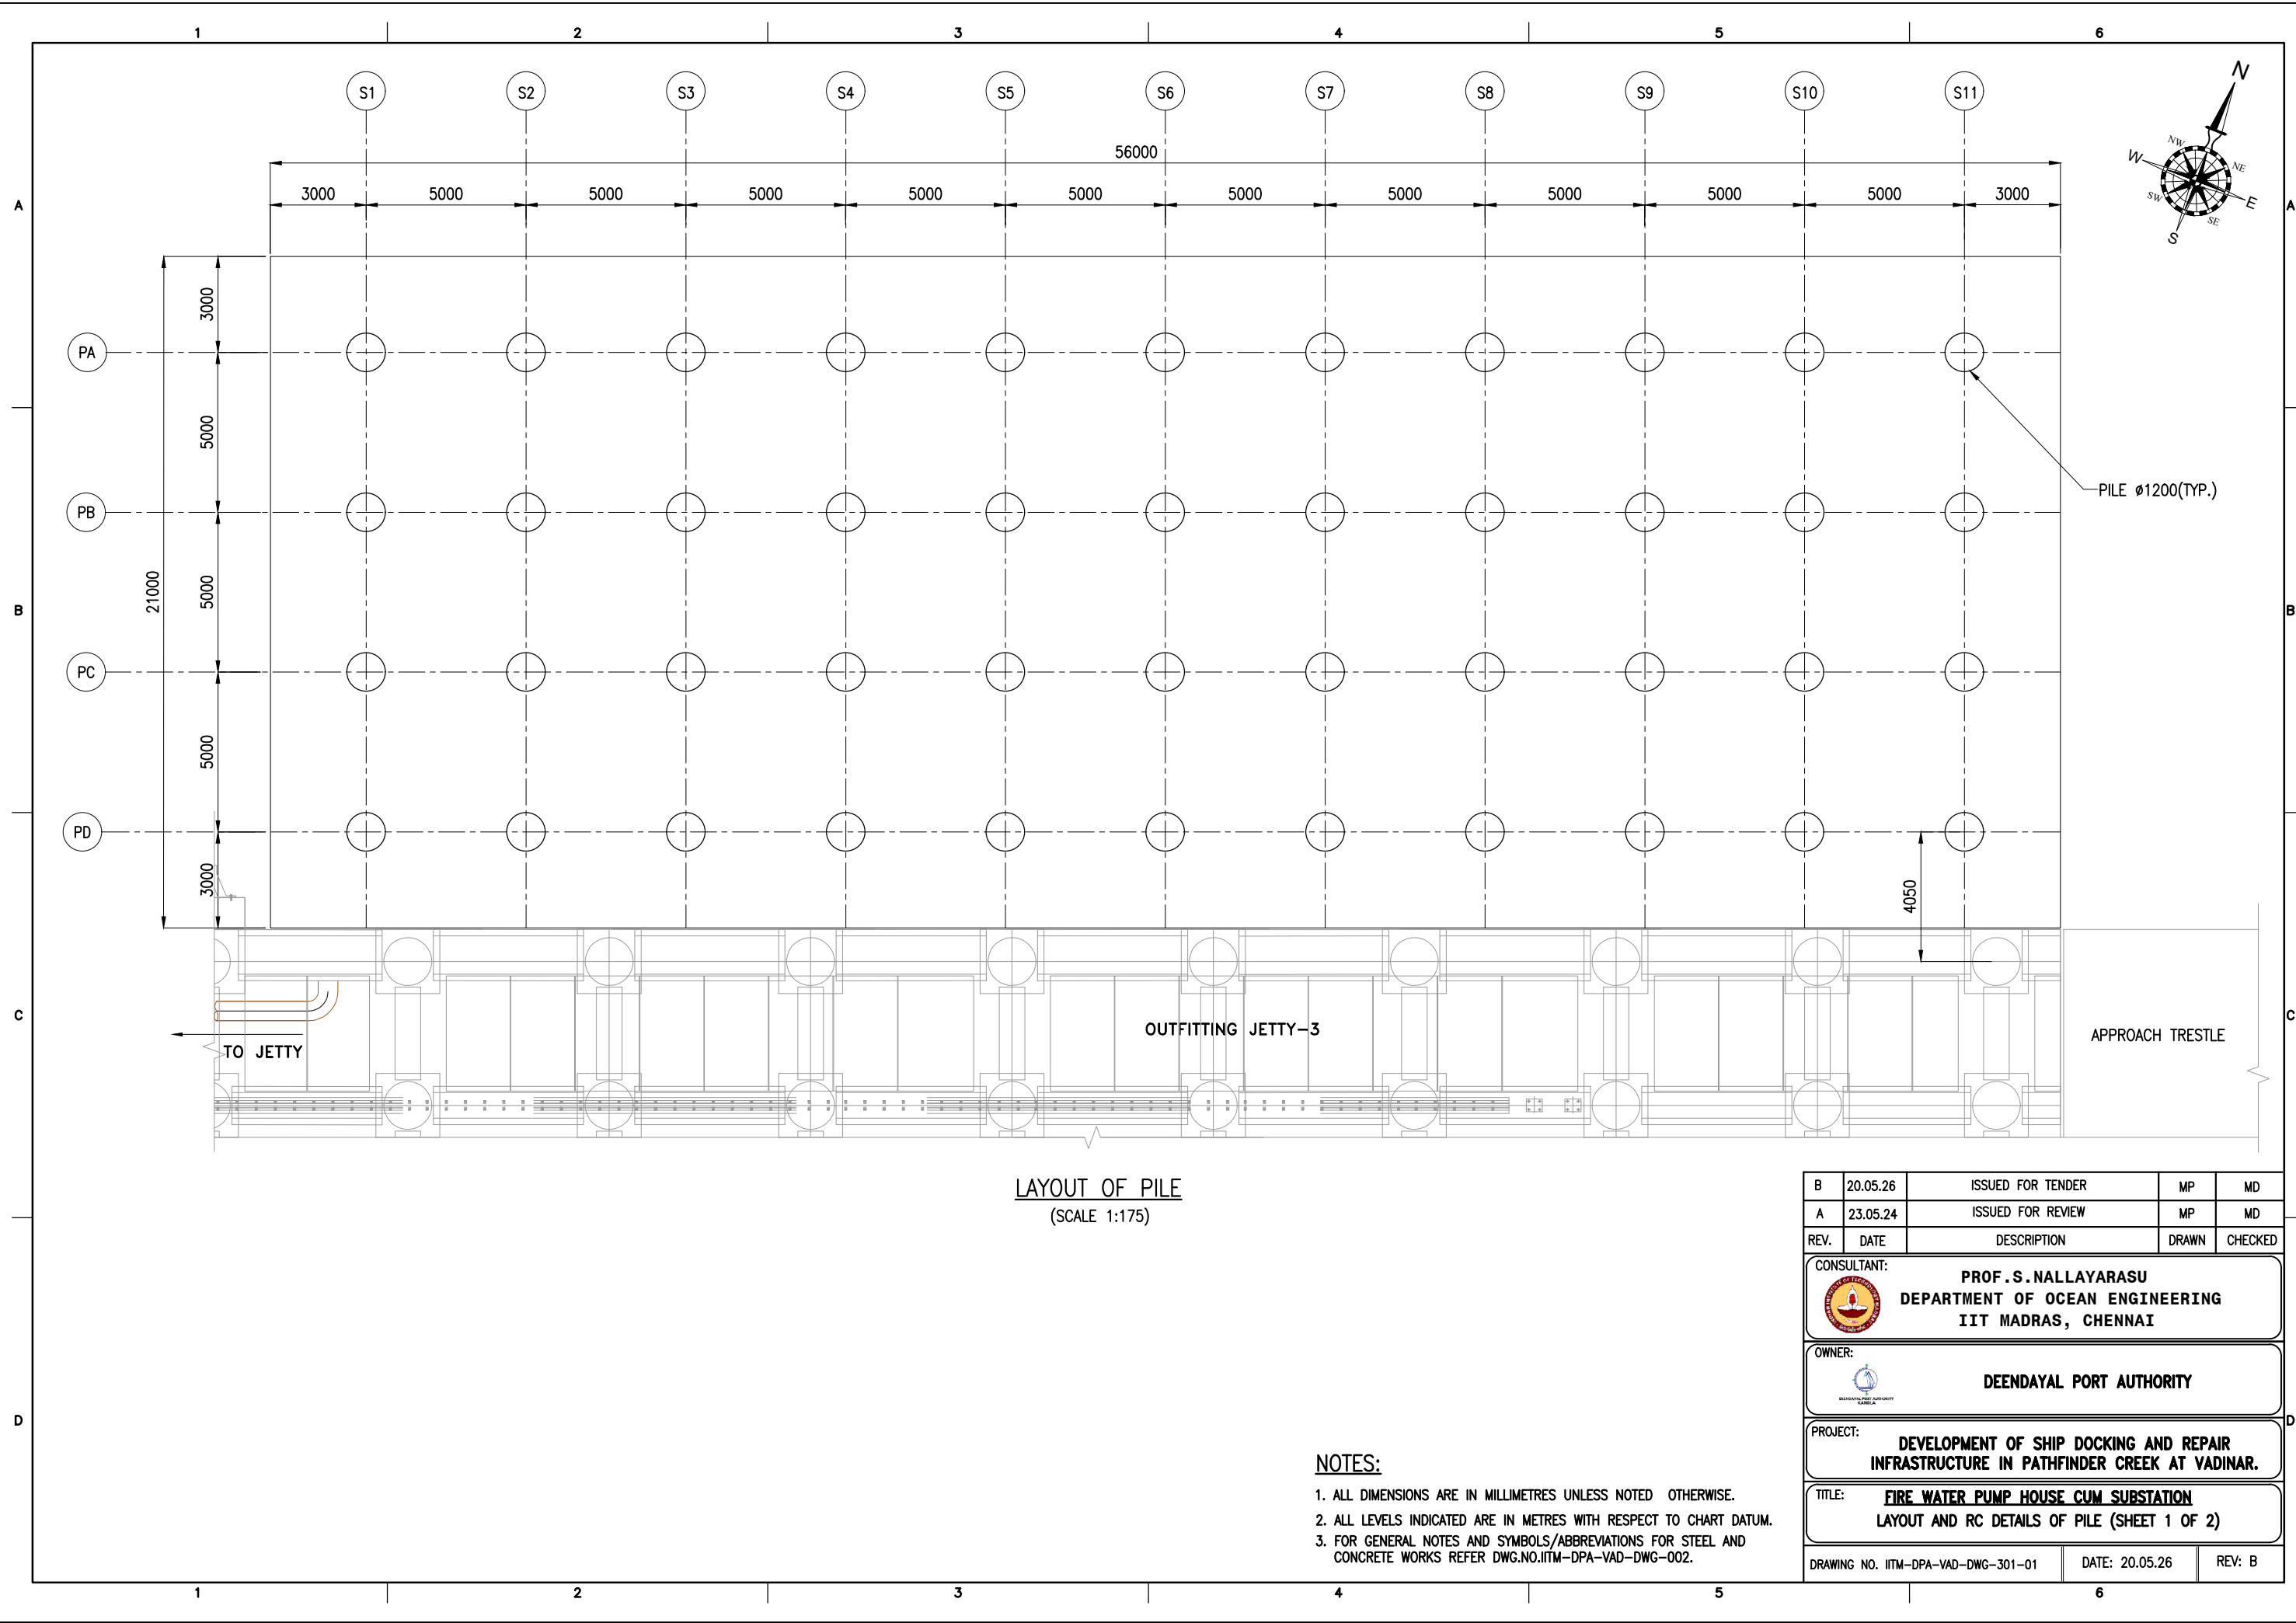 1 2 3 4 5 6
S1 S2 S3 S4 S5 S6 S7 S8 S9 S10 S11
N
NW
W
NE
SW
E
SE
S
56000
3000 5000 5000 5000 5000 5000 5000 5000 5000 5000 5000 3000
A A
3000
PA
5000
PILE ø1200(TYP.)
PB
21000
5000
B B
PC
5000
PD
3000
4050
C C
OUTFITTING JETTY-3
TO JETTY
APPROACH TRESTLE
LAYOUT OF PILE
(SCALE 1:175)
D D
NOTES:
1. ALL DIMENSIONS ARE IN MILLIMETRES UNLESS NOTED OTHERWISE.
2. ALL LEVELS INDICATED ARE IN METRES WITH RESPECT TO CHART DATUM.
3. FOR GENERAL NOTES AND SYMBOLS/ABBREVIATIONS FOR STEEL AND
CONCRETE WORKS REFER DWG.NO.IITM-DPA-VAD-DWG-002.
B 20.05.26 ISSUED FOR TENDER MP MD
A 23.05.24 ISSUED FOR REVIEW MP MD
REV. DATE DESCRIPTION DRAWN CHECKED
CONSULTANT:
PROF.S.NALLAYARASU
DEPARTMENT OF OCEAN ENGINEERING
IIT MADRAS, CHENNAI
OWNER:
DEENDAYAL PORT AUTHORITY
KANDLA
DEENDAYAL PORT AUTHORITY
PROJECT:
DEVELOPMENT OF SHIP DOCKING AND REPAIR
INFRASTRUCTURE IN PATHFINDER CREEK AT VADINAR.
TITLE:
FIRE WATER PUMP HOUSE CUM SUBSTATION
LAYOUT AND RC DETAILS OF PILE (SHEET 1 OF 2)
DRAWING NO. IITM-DPA-VAD-DWG-301-01 DATE: 20.05.26 REV: B
1 2 3 4 5 6